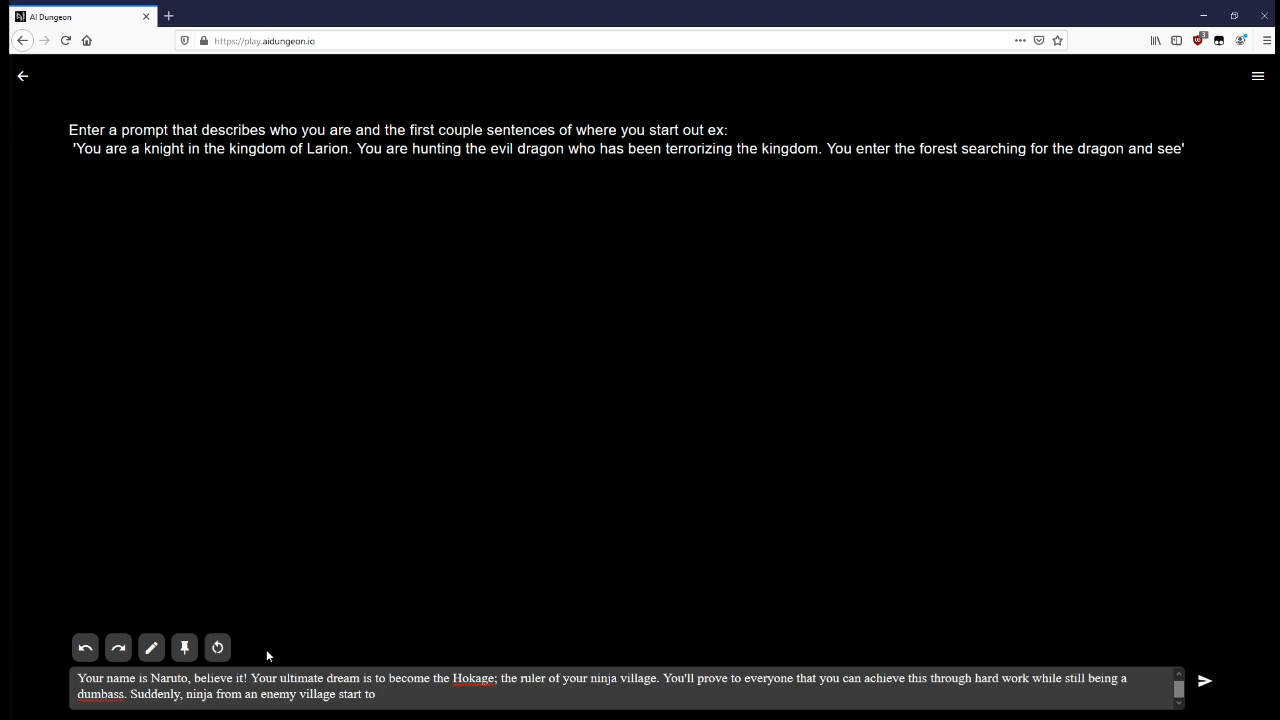 AI Dungeon
https://play.aidungeon.io
3
Enter a prompt that describes who you are and the first couple sentences of where you start out ex:
'You are a knight in the kingdom of Larion. You are hunting the evil dragon who has been terrorizing the kingdom. You enter the forest searching for the dragon and see'
Your name is Naruto, believe it! Your ultimate dream is to become the Hokage; the ruler of your ninja village. You'll prove to everyone that you can achieve this through hard work while still being a
dumbass. Suddenly, ninja from an enemy village start to